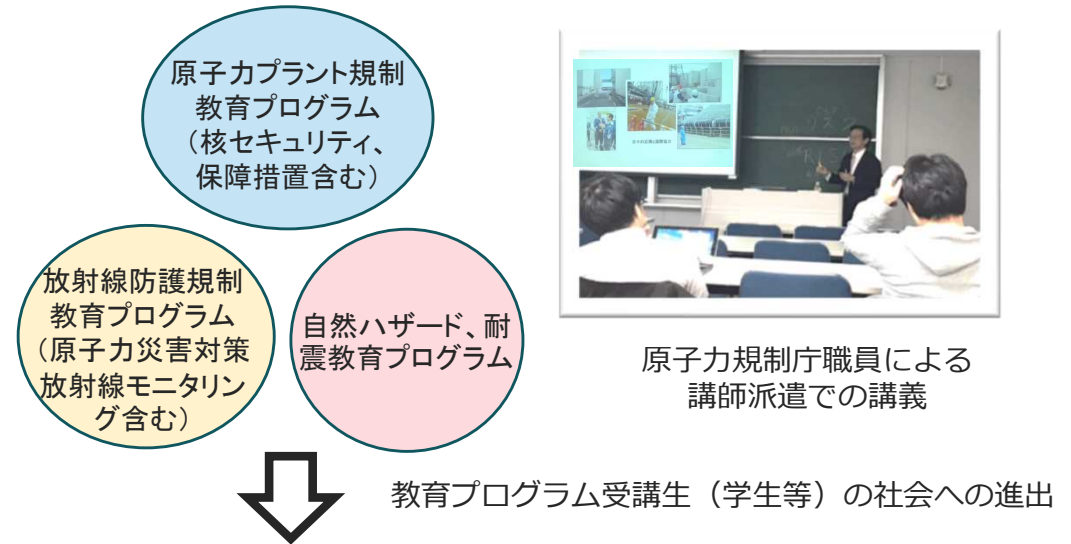 原子力プラント規制
教育プログラム
（核セキュリティ、
保障措置含む）
放射線防護規制
教育プログラム
（原子力災害対策
放射線モニタリン
グ含む）
自然ハザード、耐
震教育プログラム
リスク
原子力規制庁職員による
講師派遣での講義
教育プログラム受講生（学生等）の社会への進出